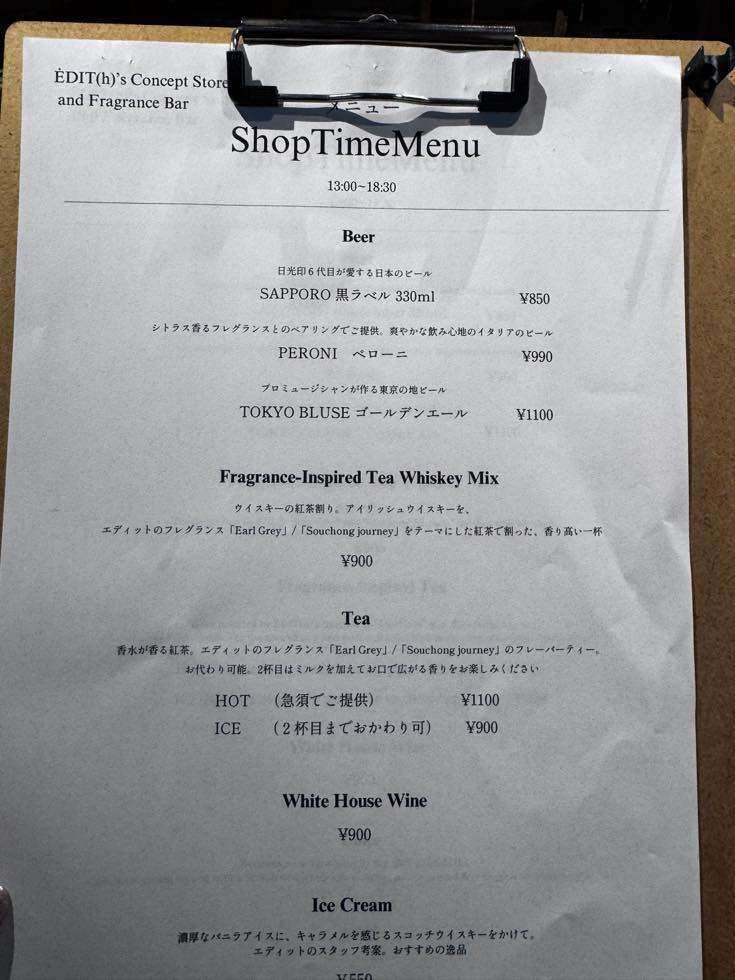 ÉDIT(h)'s Concept Store
and Fragrance Bar
メニュー
ShopTimeMenu
13:00~18:30
Beer
日光印6代目が愛する日本のビール
SAPPORO 黒ラベル 330ml ¥850
シトラス香るフレグランスとのペアリングでご提供。爽やかな飲み心地のイタリアのビール
PERONI ペローニ ¥990
プロミュージシャンが作る東京の地ビール
TOKYO BLUSE ゴールデンエール ¥1100
Fragrance-Inspired Tea Whiskey Mix
ウイスキーの紅茶割り。アイリッシュウイスキーを、
エディットのフレグランス「Earl Grey」/「Souchong journey」をテーマにした紅茶で割った、香り高い一杯
¥900
Tea
香水が香る紅茶。エディットのフレグランス「Earl Grey」/「Souchong journey」のフレーバーティー。
お代わり可能。2杯目はミルクを加えてお口で広がる香りをお楽しみください
HOT （急須でご提供） ¥1100
ICE （2杯目までおかわり可） ¥900
White House Wine
¥900
Ice Cream
濃厚なバニラアイスに、キャラメルを感じるスコッチウイスキーをかけて。
エディットのスタッフ考案。おすすめの逸品
¥550